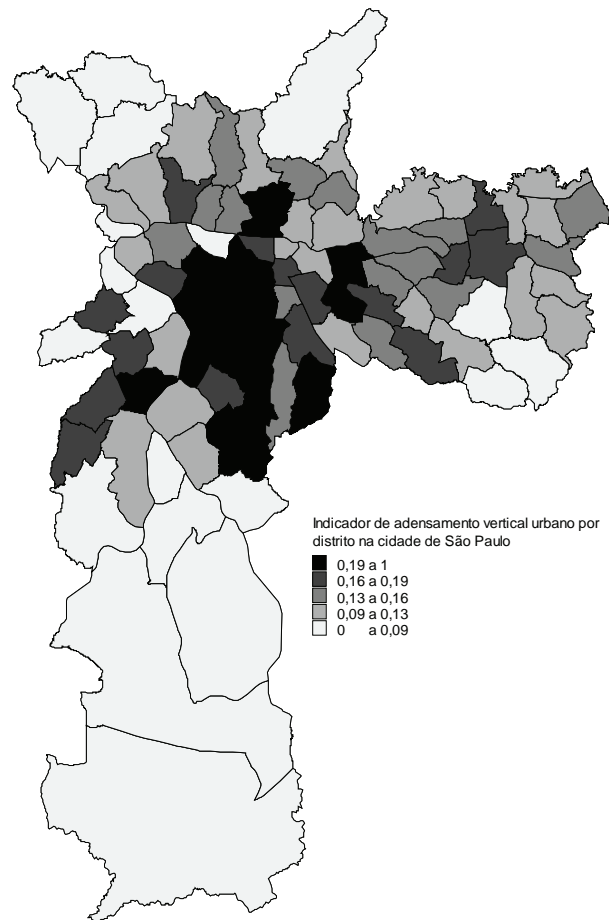 Indicador de adensamento vertical urbano por
distrito na cidade de São Paulo
0,19 a 1
0,16 a 0,19
0,13 a 0,16
0,09 a 0,13
0 a 0,09